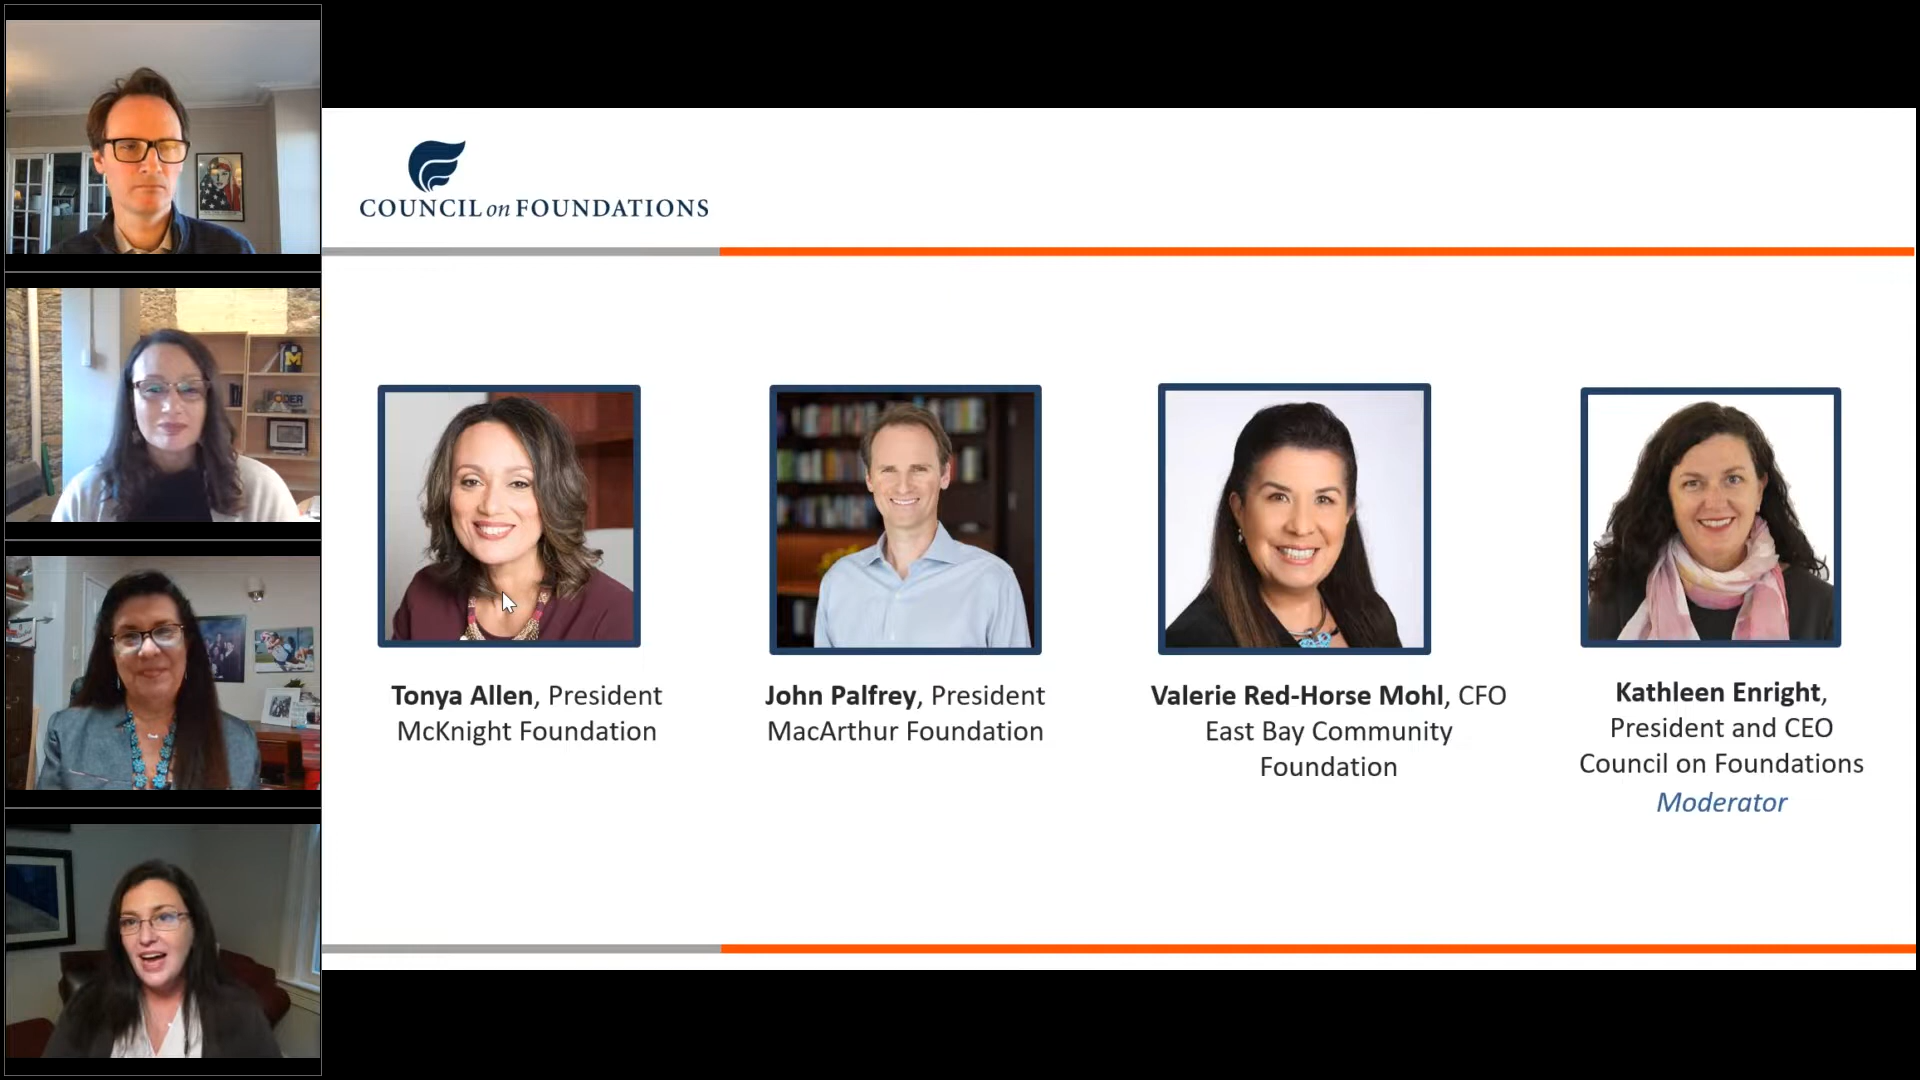 COUNCIL on FOUNDATIONS
Tonya Allen, President
McKnight Foundation
John Palfrey, President
MacArthur Foundation
Valerie Red-Horse Mohl, CFO
East Bay Community
Foundation
Kathleen Enright,
President and CEO
Council on Foundations
Moderator